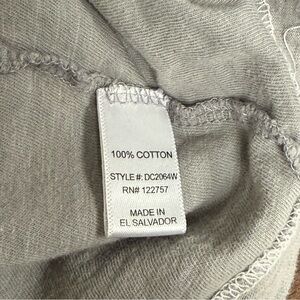 100% COTTON
STYLE #: DC2064W
RN# 122757
MADE IN
EL SALVADOR